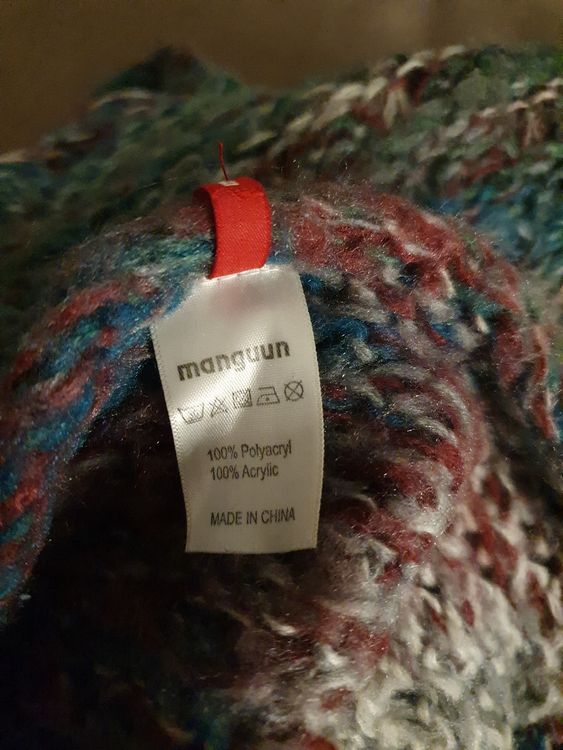 manguun
100% Polyacryl
100% Acrylic
MADE IN CHINA